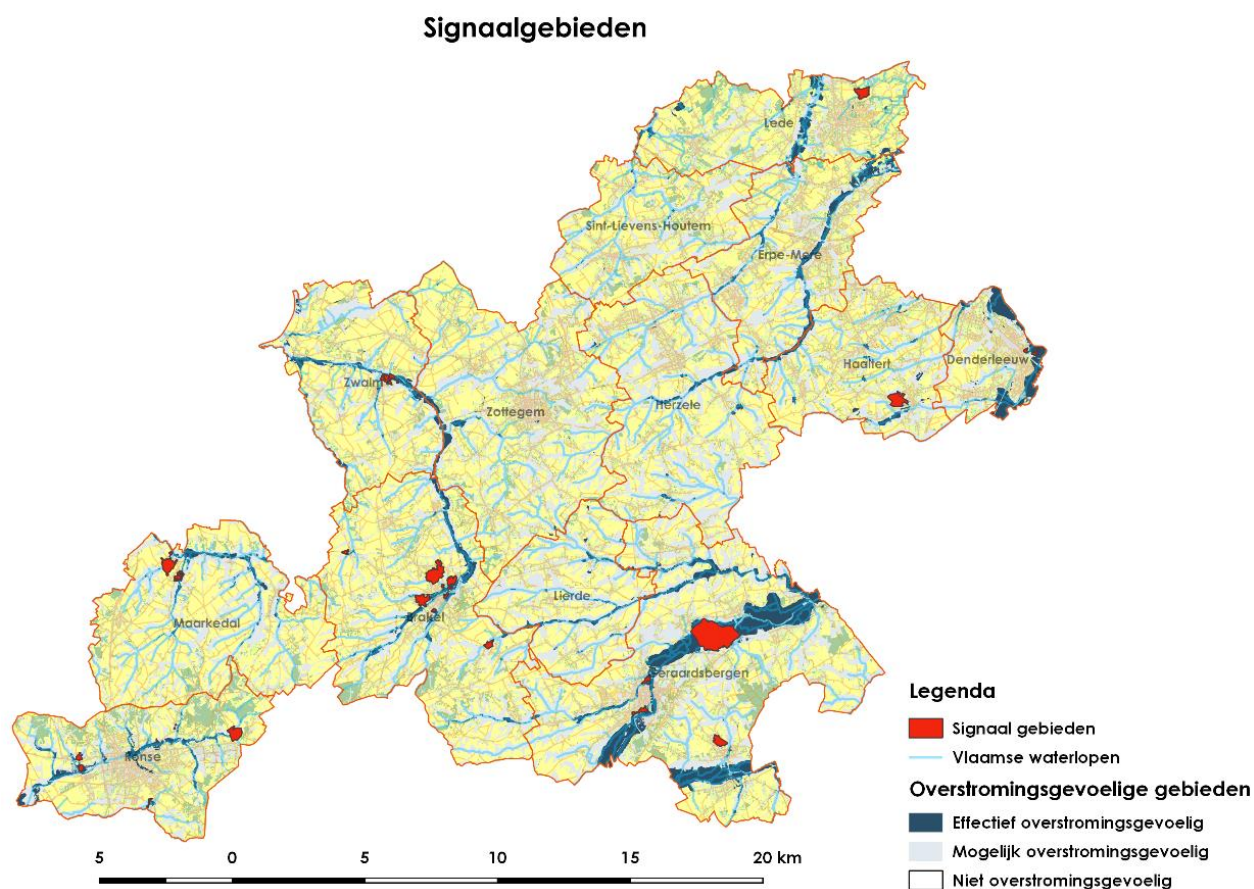 Signaalgebieden
Lede
Sint-Lievens-Houtem
Erpe-Mere
Haaltert
Denderleeuw
Zwalm
Zottegem
Herzele
Lierde
Maarkedal
Brakel
Geraardsbergen
Ronse
Legenda
Signaal gebieden
Vlaamse waterlopen
Overstromingsgevoelige gebieden
Effectief overstromingsgevoelig
Mogelijk overstromingsgevoelig
Niet overstromingsgevoelig
5 0 5 10 15 20 km